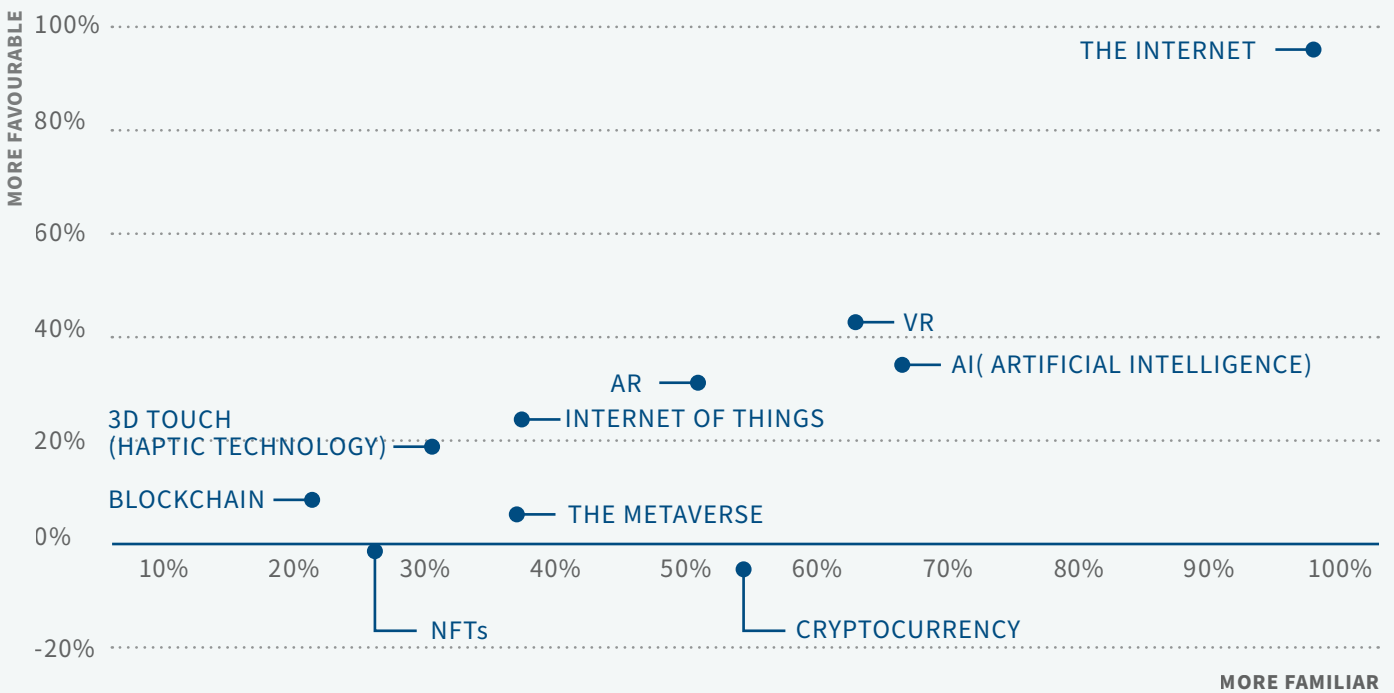 MORE FAVOURABLE
100%
THE INTERNET
80%
60%
40%
VR
AI( ARTIFICIAL INTELLIGENCE)
AR
3D TOUCH
INTERNET OF THINGS
20%
(HAPTIC TECHNOLOGY)
BLOCKCHAIN
THE METAVERSE
0%
10% 20% 30% 40% 50% 60% 70% 80% 90% 100%
NFTs
CRYPTOCURRENCY
-20%
MORE FAMILIAR